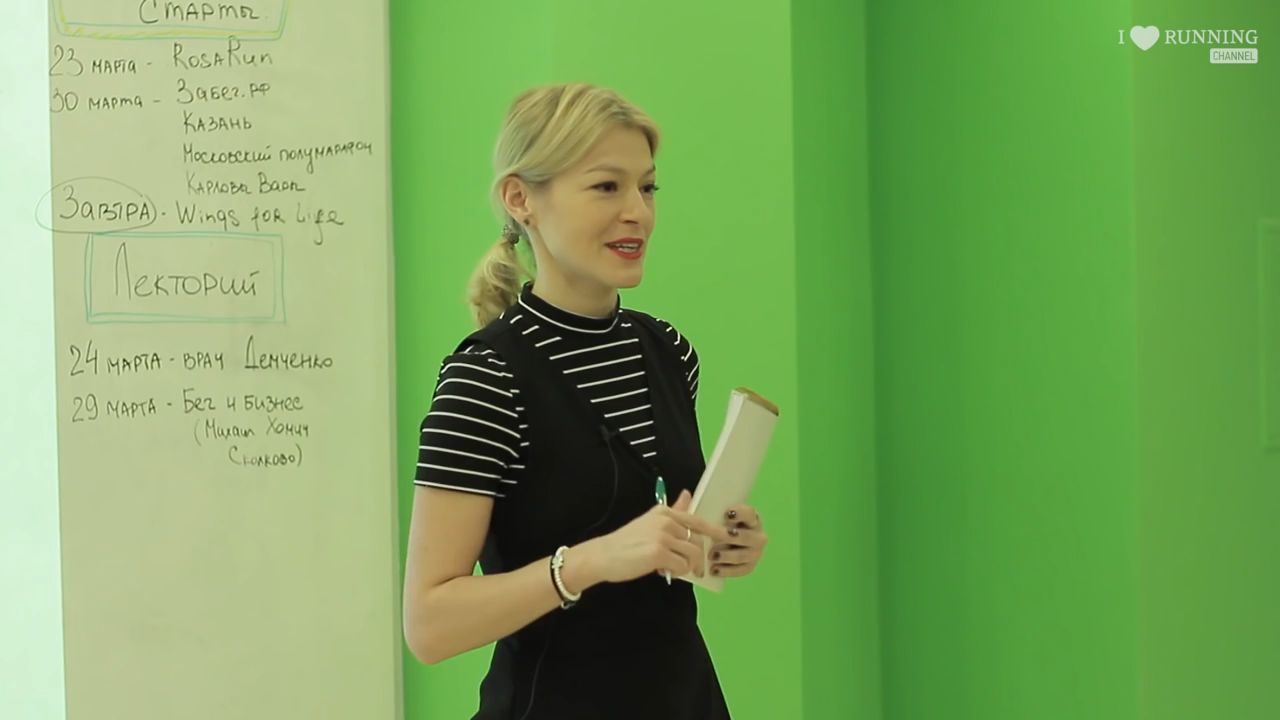 Старты.
23 марта - RosaRun
30 марта - Забег.РФ
Казань
Московский полумарафон
Карловы Вары
Завтра - Wings for Life
Лекторий
24 марта - врач Демченко
29 марта - Бег и бизнес
(Михаил Хомич
Сколково)
I RUNNING
CHANNEL